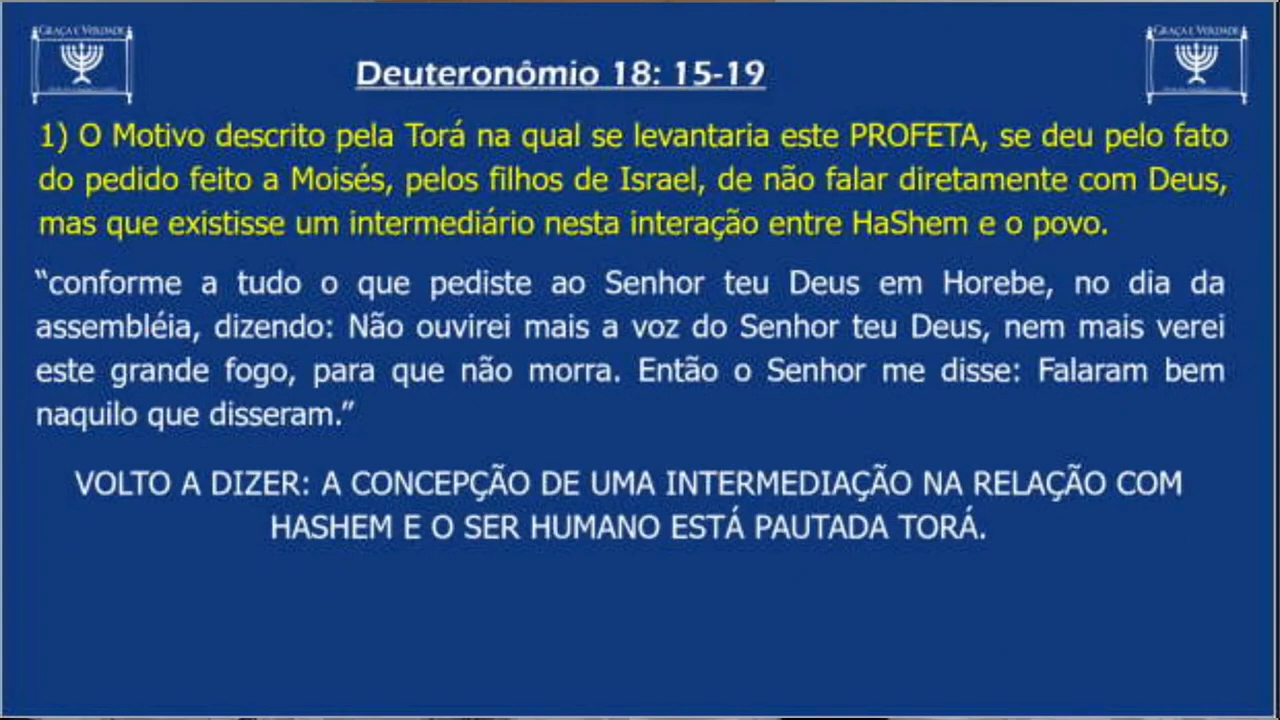 GRAÇA E VERDADE
GRAÇA E VERDADE
Deuteronômio 18: 15-19
1) O Motivo descrito pela Torá na qual se levantaria este PROFETA, se deu pelo fato
do pedido feito a Moisés, pelos filhos de Israel, de não falar diretamente com Deus,
mas que existisse um intermediário nesta interação entre HaShem e o povo.
“conforme a tudo o que pediste ao Senhor teu Deus em Horebe, no dia da
assembléia, dizendo: Não ouvirei mais a voz do Senhor teu Deus, nem mais verei
este grande fogo, para que não morra. Então o Senhor me disse: Falaram bem
naquilo que disseram.”
VOLTO A DIZER: A CONCEPÇÃO DE UMA INTERMEDIAÇÃO NA RELAÇÃO COM
HASHEM E O SER HUMANO ESTÁ PAUTADA TORÁ.